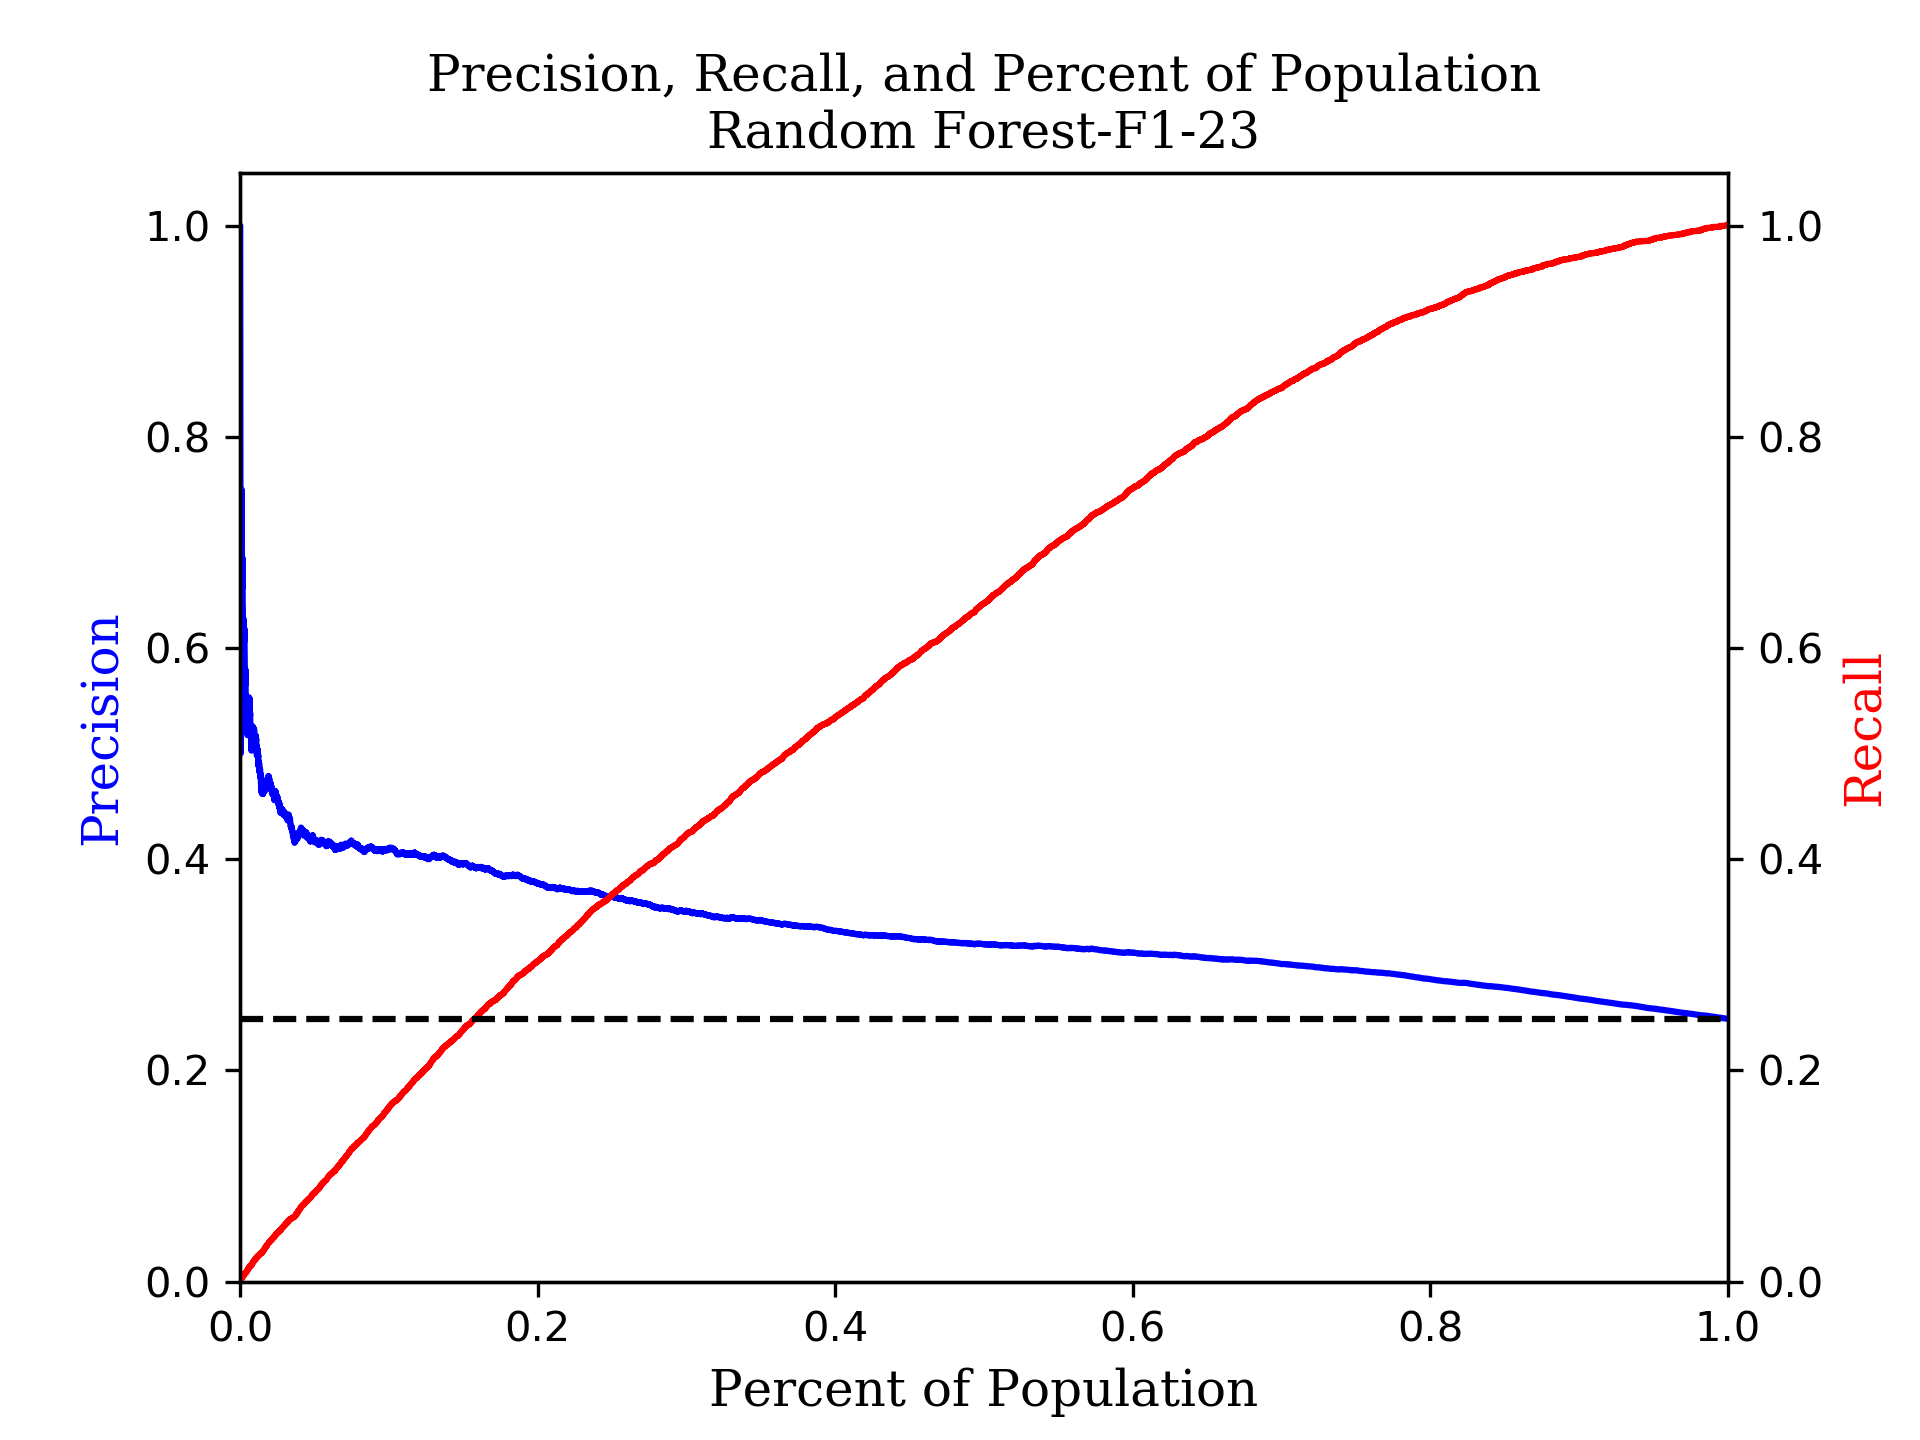 Precision, Recall, and Percent of Population
Random Forest-F1-23
1.0
0.8
0.6
0.4
0.2
0.0
Precision
1.0
0.8
0.6
0.4
0.2
0.0
Recall
0.0 0.2 0.4 0.6 0.8 1.0
Percent of Population